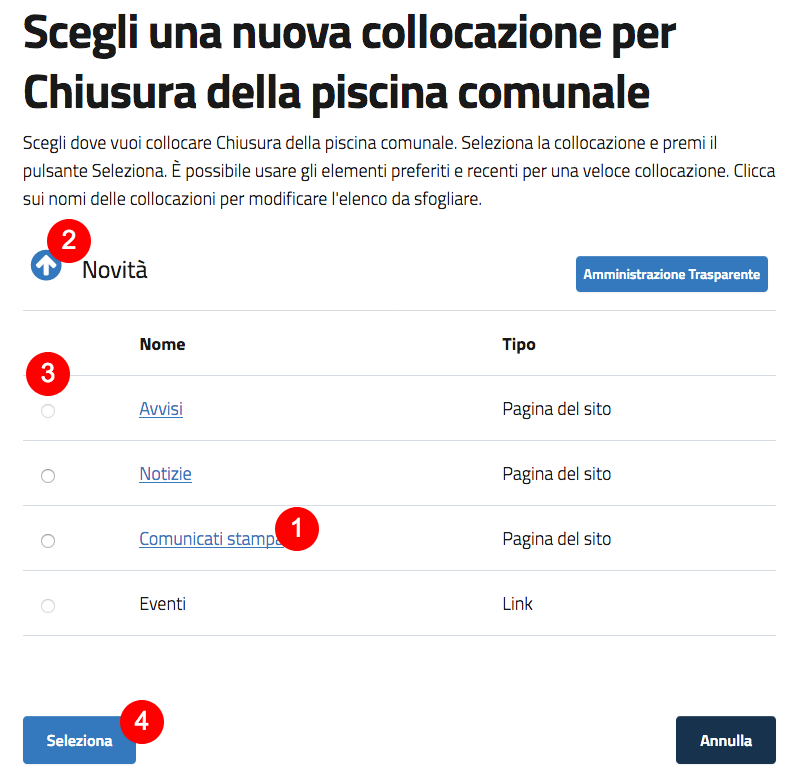 Scegli una nuova collocazione per
Chiusura della piscina comunale
Scegli dove vuoi collocare Chiusura della piscina comunale. Seleziona la collocazione e premi il
pulsante Seleziona. È possibile usare gli elementi preferiti e recenti per una veloce collocazione. Clicca
sui nomi delle collocazioni per modificare l'elenco da sfogliare.
2
Novità Amministrazione Trasparente
Nome Tipo
3
Avvisi Pagina del sito
Notizie Pagina del sito
Comunicati stampa 1 Pagina del sito
Eventi Link
4
Seleziona Annulla